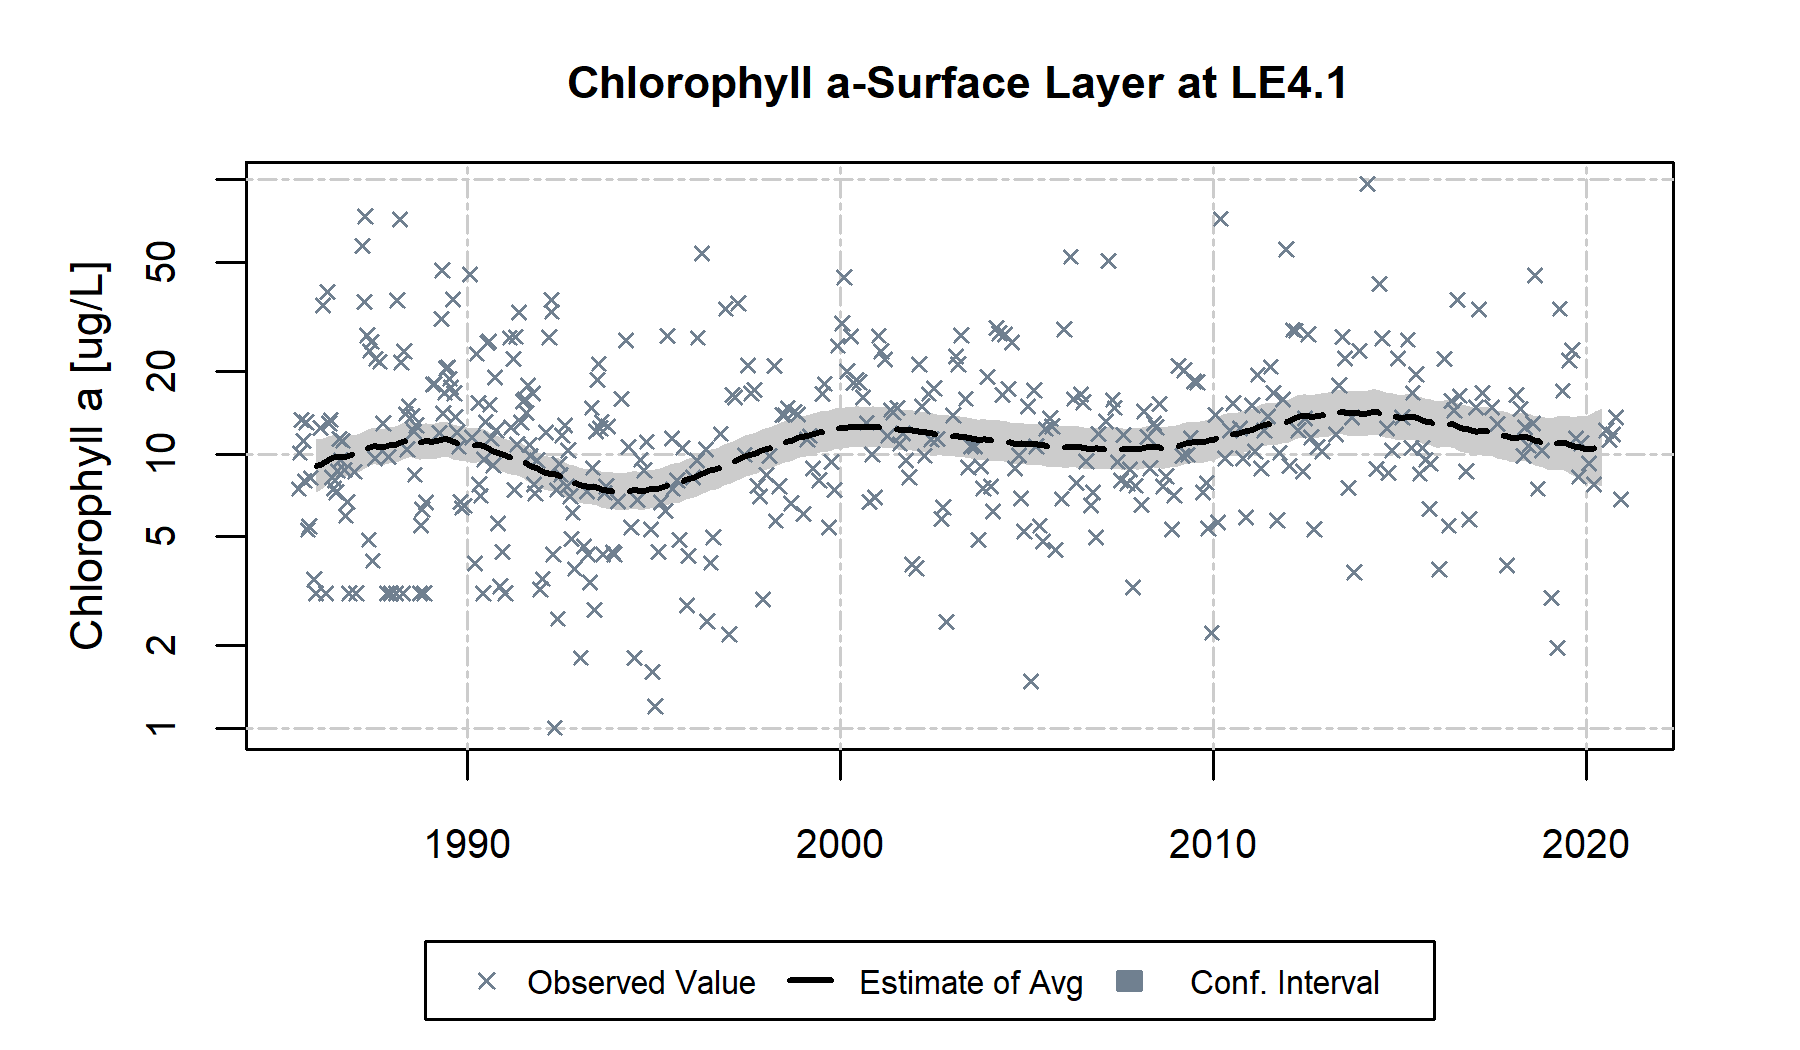 Chlorophyll a-Surface Layer at LE4.1
Chlorophyll a [ug/L]
50
20
10
5
2
1
1990 2000 2010 2020
Observed Value Estimate of Avg Conf. Interval